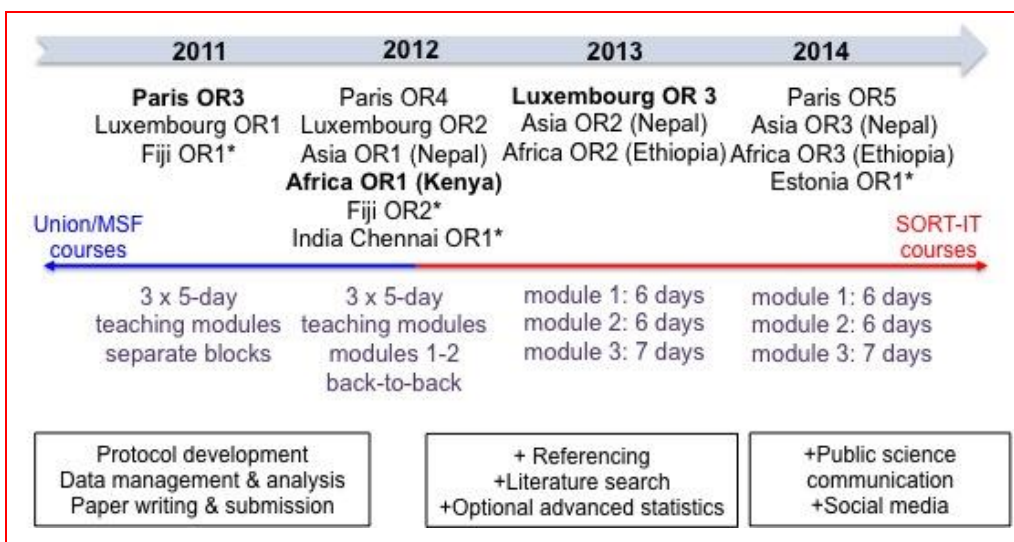 2011 2012 2013 2014
Paris OR3
Luxembourg OR1
Fiji OR1*
Paris OR4
Luxembourg OR2
Asia OR1 (Nepal)
Africa OR1 (Kenya)
Fiji OR2*
India Chennai OR1*
Luxembourg OR 3
Asia OR2 (Nepal)
Africa OR2 (Ethiopia)
Paris OR5
Asia OR3 (Nepal)
Africa OR3 (Ethiopia)
Estonia OR1*
Union/MSF
courses
SORT-IT
courses
3 x 5-day
teaching modules
separate blocks
3 x 5-day
teaching modules
modules 1-2
back-to-back
module 1: 6 days
module 2: 6 days
module 3: 7 days
module 1: 6 days
module 2: 6 days
module 3: 7 days
Protocol development
Data management & analysis
Paper writing & submission
+ Referencing
+Literature search
+Optional advanced statistics
+Public science
communication
+Social media